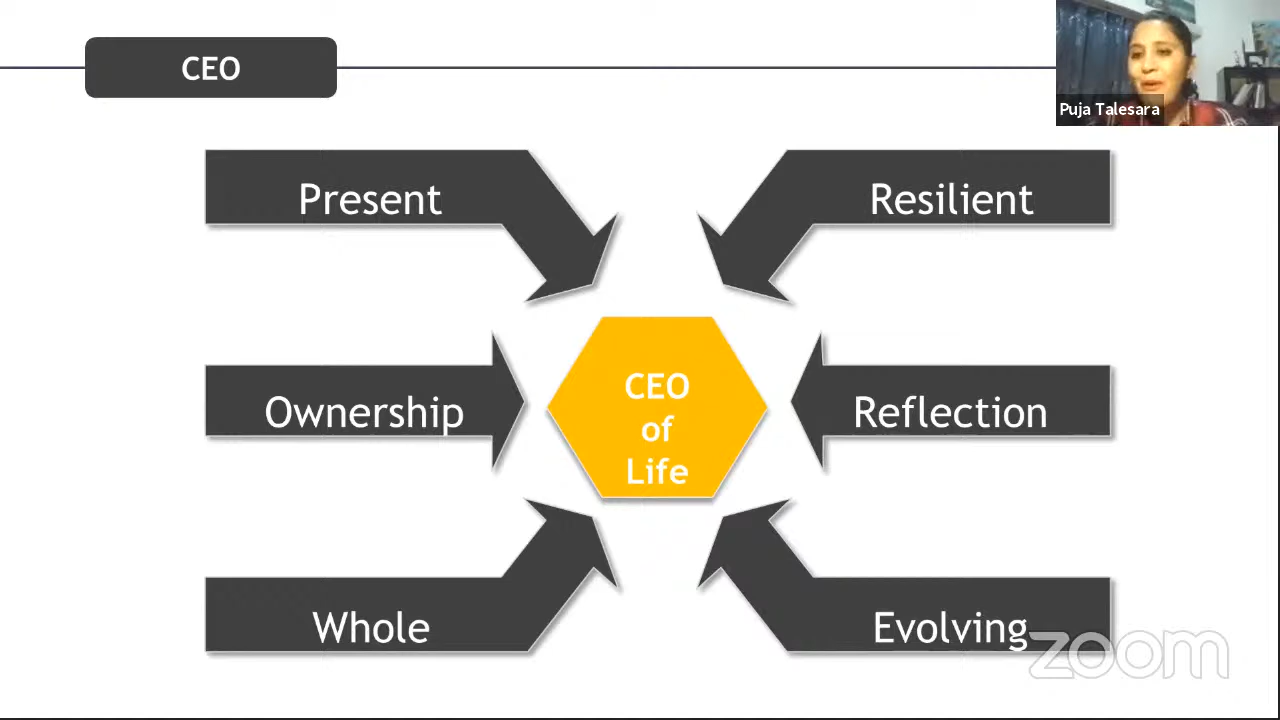 CEO
Puja Talesara
Present
Resilient
Ownership
CEO
of
Life
Reflection
Whole
Evolving
zoom